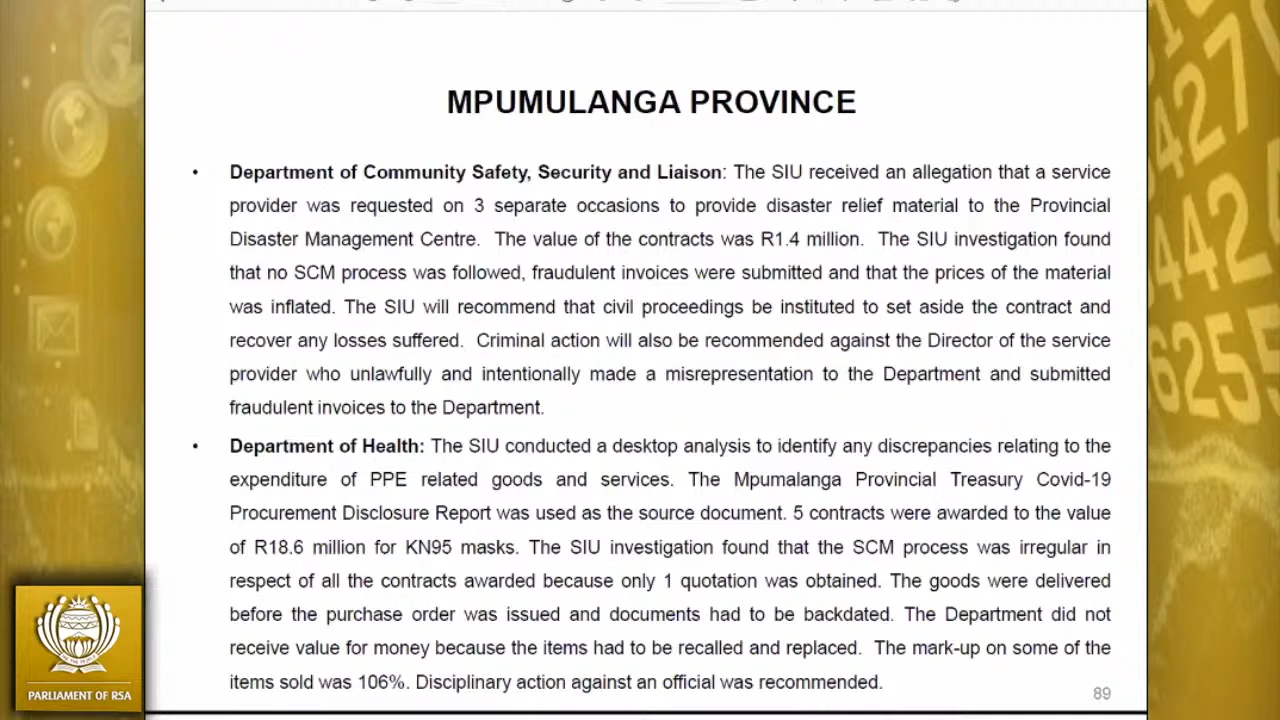 MPUMULANGA PROVINCE
• Department of Community Safety, Security and Liaison: The SIU received an allegation that a service
provider was requested on 3 separate occasions to provide disaster relief material to the Provincial
Disaster Management Centre. The value of the contracts was R1.4 million. The SIU investigation found
that no SCM process was followed, fraudulent invoices were submitted and that the prices of the material
was inflated. The SIU will recommend that civil proceedings be instituted to set aside the contract and
recover any losses suffered. Criminal action will also be recommended against the Director of the service
provider who unlawfully and intentionally made a misrepresentation to the Department and submitted
fraudulent invoices to the Department.
• Department of Health: The SIU conducted a desktop analysis to identify any discrepancies relating to the
expenditure of PPE related goods and services. The Mpumalanga Provincial Treasury Covid-19
Procurement Disclosure Report was used as the source document. 5 contracts were awarded to the value
of R18.6 million for KN95 masks. The SIU investigation found that the SCM process was irregular in
respect of all the contracts awarded because only 1 quotation was obtained. The goods were delivered
before the purchase order was issued and documents had to be backdated. The Department did not
receive value for money because the items had to be recalled and replaced. The mark-up on some of the
items sold was 106%. Disciplinary action against an official was recommended.
89
PARLIAMENT OF RSA
427
442
6255